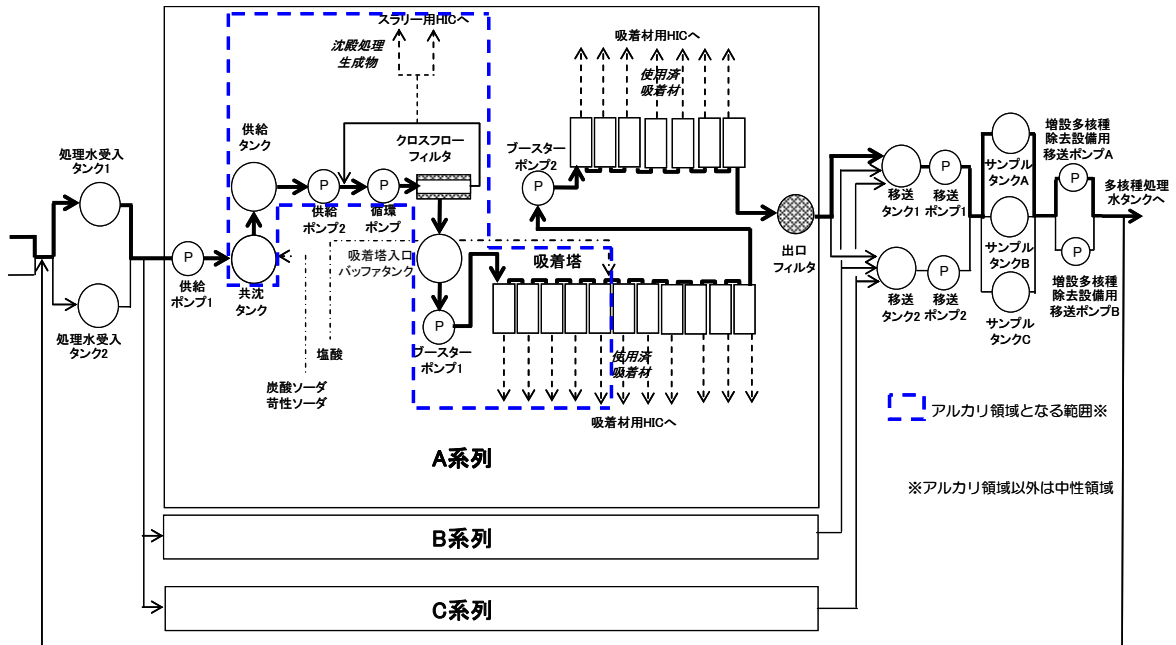 スラリー用HICへ
沈殿処理
生成物
供給
タンク
クロスフロー
フィルタ
P
供給
ポンプ2
P
循環
ポンプ
処理水受入
タンク1
処理水受入
タンク2
P
供給
ポンプ1
共沈
タンク
吸着塔入口
バッファタンク
P
ブースター
ポンプ1
塩酸
炭酸ソーダ
苛性ソーダ
吸着材用HICへ
使用済
吸着材
ブースター
ポンプ2
P
吸着塔
使用済
吸着材
吸着材用HICへ
出口
フィルタ
A系列
B系列
C系列
移送
タンク1
P
移送
ポンプ1
移送
タンク2
P
移送
ポンプ2
サンプル
タンクA
サンプル
タンクB
サンプル
タンクC
増設多核種
除去設備用
移送ポンプA
P
P
増設多核種
除去設備用
移送ポンプB
多核種処理
水タンクへ
アルカリ領域となる範囲※
※アルカリ領域以外は中性領域